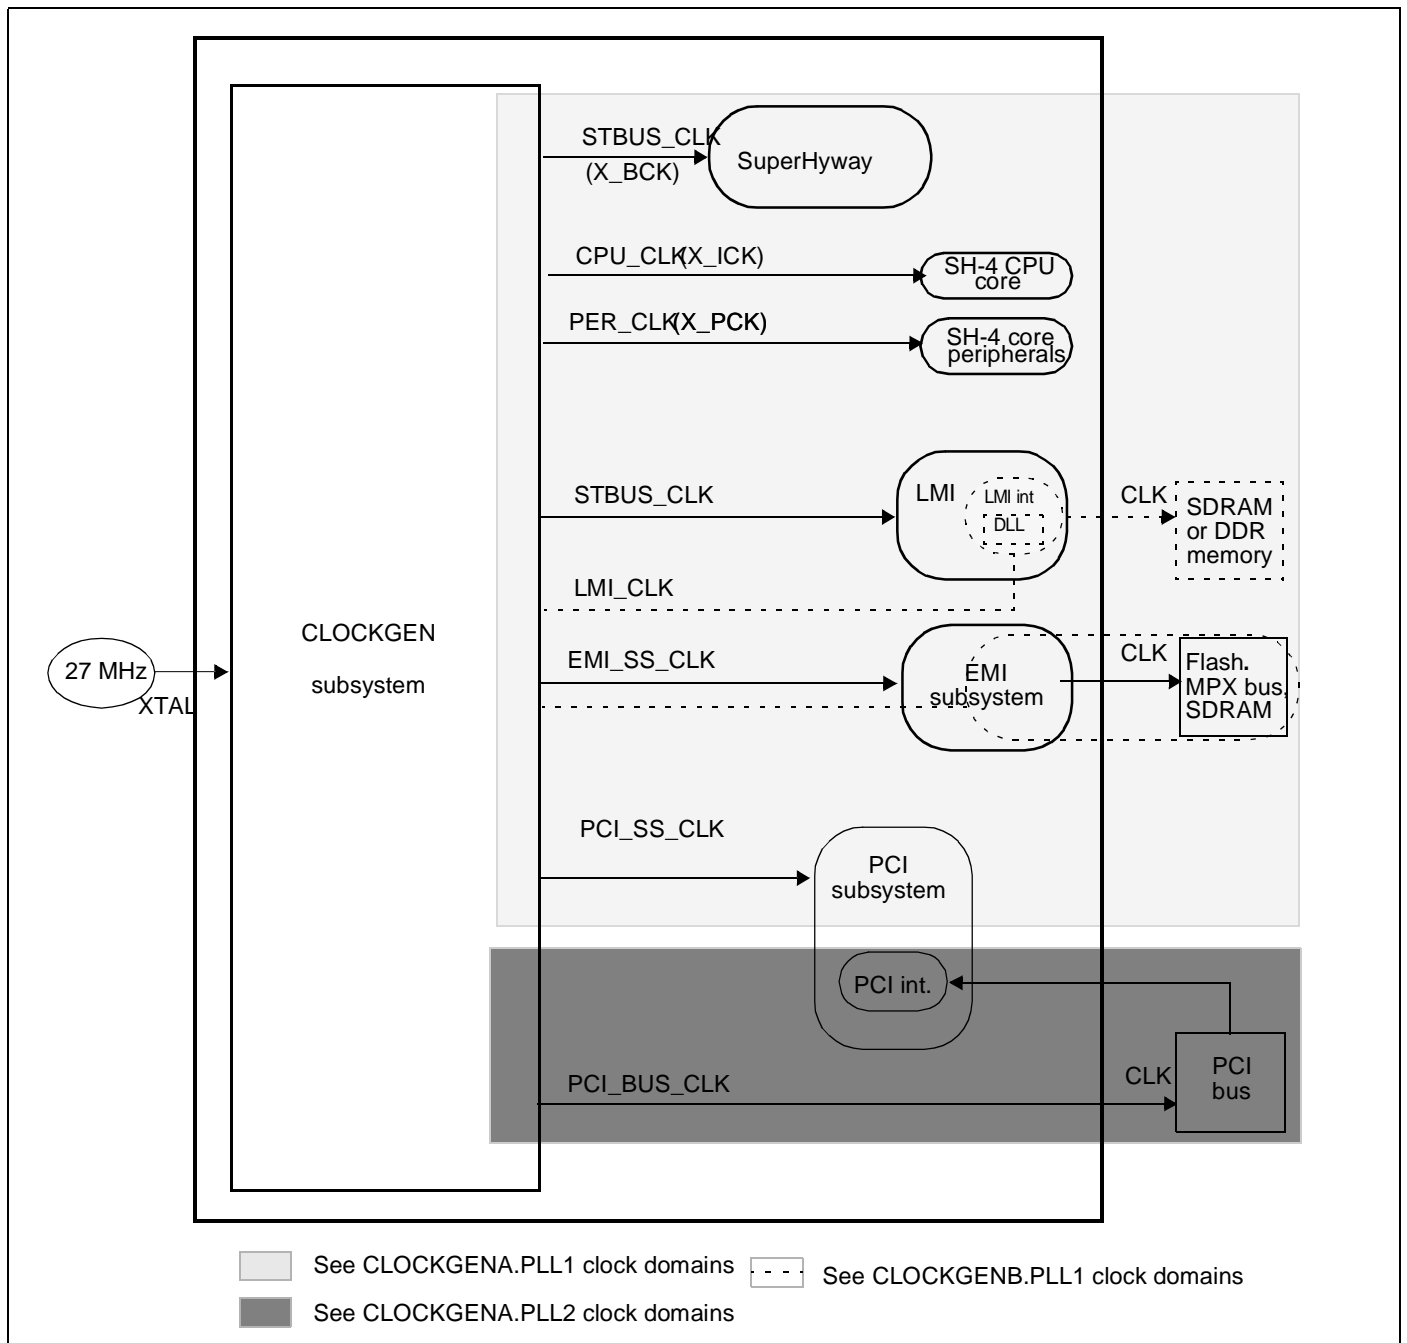 STBUS_CLK
(X_BCK)
SuperHyway
CPU_CLK(X_ICK)
SH-4 CPU
core
PER_CLK(X_PCK)
SH-4 core
peripherals
STBUS_CLK
LMI
LMI int
DLL
CLK
SDRAM
or DDR
memory
LMI_CLK
CLOCKGEN
subsystem
27 MHz
XTAL
EMI_SS_CLK
EMI
subsystem
CLK
Flash.
MPX bus,
SDRAM
PCI_SS_CLK
PCI
subsystem
PCI int.
PCI_BUS_CLK
CLK
PCI
bus
See CLOCKGENA.PLL1 clock domains
See CLOCKGENB.PLL1 clock domains
See CLOCKGENA.PLL2 clock domains